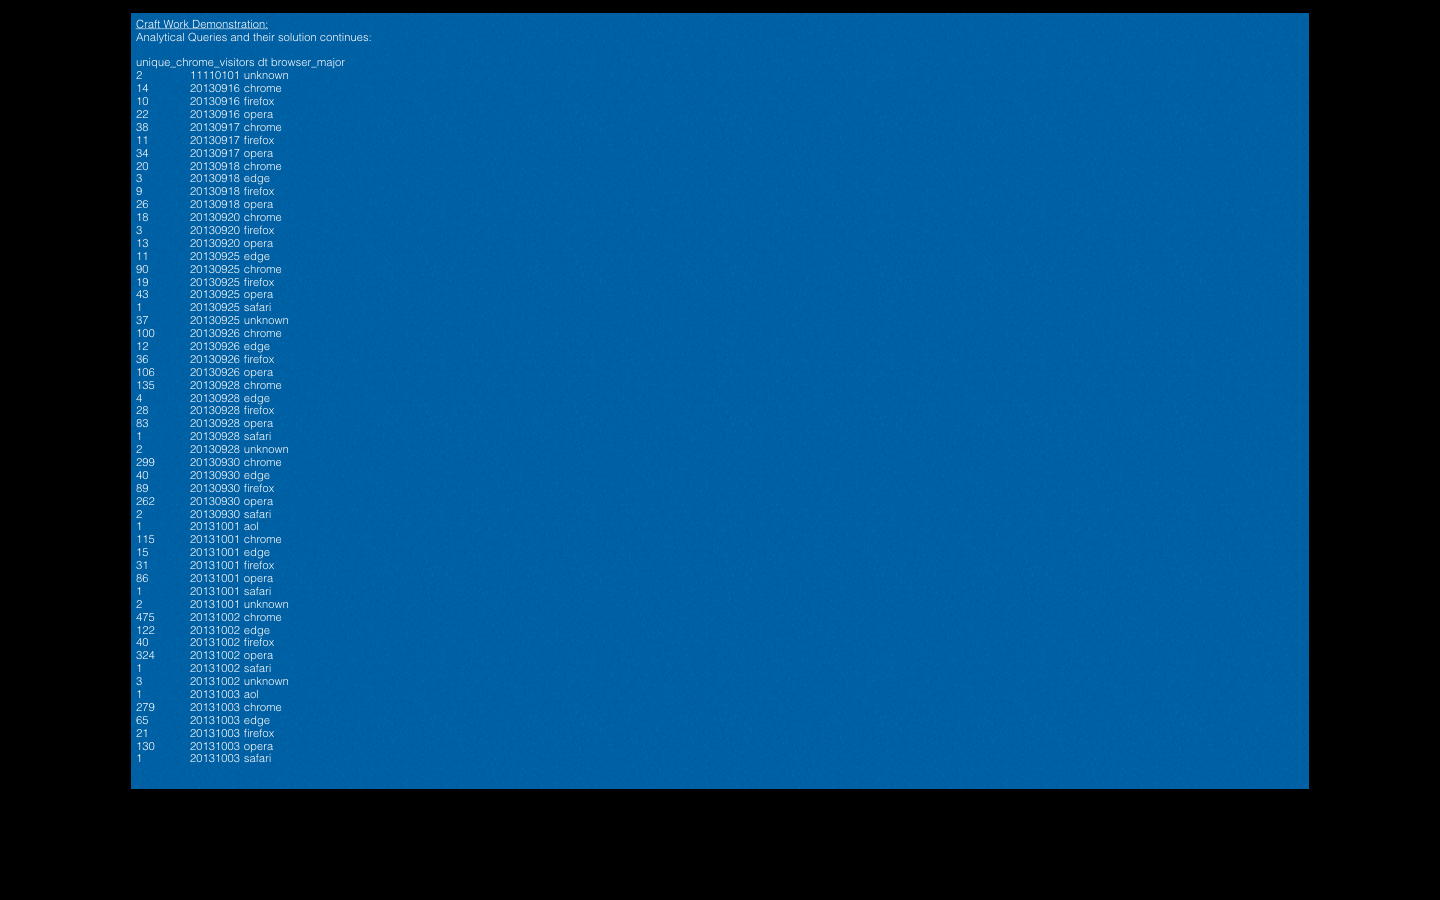 Craft Work Demonstration:
Analytical Queries and their solution continues:
unique_chrome_visitors dt browser_major
2 11110101 unknown
14 20130916 chrome
10 20130916 firefox
22 20130916 opera
38 20130917 chrome
11 20130917 firefox
34 20130917 opera
20 20130918 chrome
3 20130918 edge
9 20130918 firefox
26 20130918 opera
18 20130920 chrome
3 20130920 firefox
13 20130920 opera
11 20130925 edge
90 20130925 chrome
19 20130925 firefox
43 20130925 opera
1 20130925 safari
37 20130925 unknown
100 20130926 chrome
12 20130926 edge
36 20130926 firefox
106 20130926 opera
135 20130928 chrome
4 20130928 edge
28 20130928 firefox
83 20130928 opera
1 20130928 safari
2 20130928 unknown
299 20130930 chrome
40 20130930 edge
89 20130930 firefox
262 20130930 opera
2 20130930 safari
1 20131001 aol
115 20131001 chrome
15 20131001 edge
31 20131001 firefox
86 20131001 opera
1 20131001 safari
2 20131001 unknown
475 20131002 chrome
122 20131002 edge
40 20131002 firefox
324 20131002 opera
1 20131002 safari
3 20131002 unknown
1 20131003 aol
279 20131003 chrome
65 20131003 edge
21 20131003 firefox
130 20131003 opera
1 20131003 safari